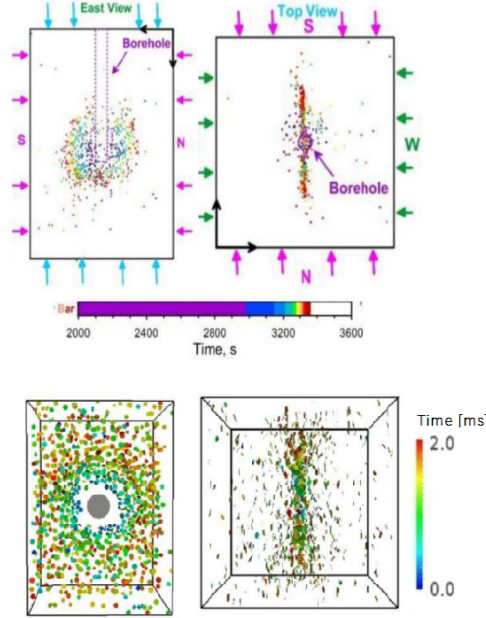 East View
Top View
S
Borehole
S
N
W
Borehole
N
Bar
2000 2400 2800 3200 3600
Time, s
Time [ms]
2.0
0.0